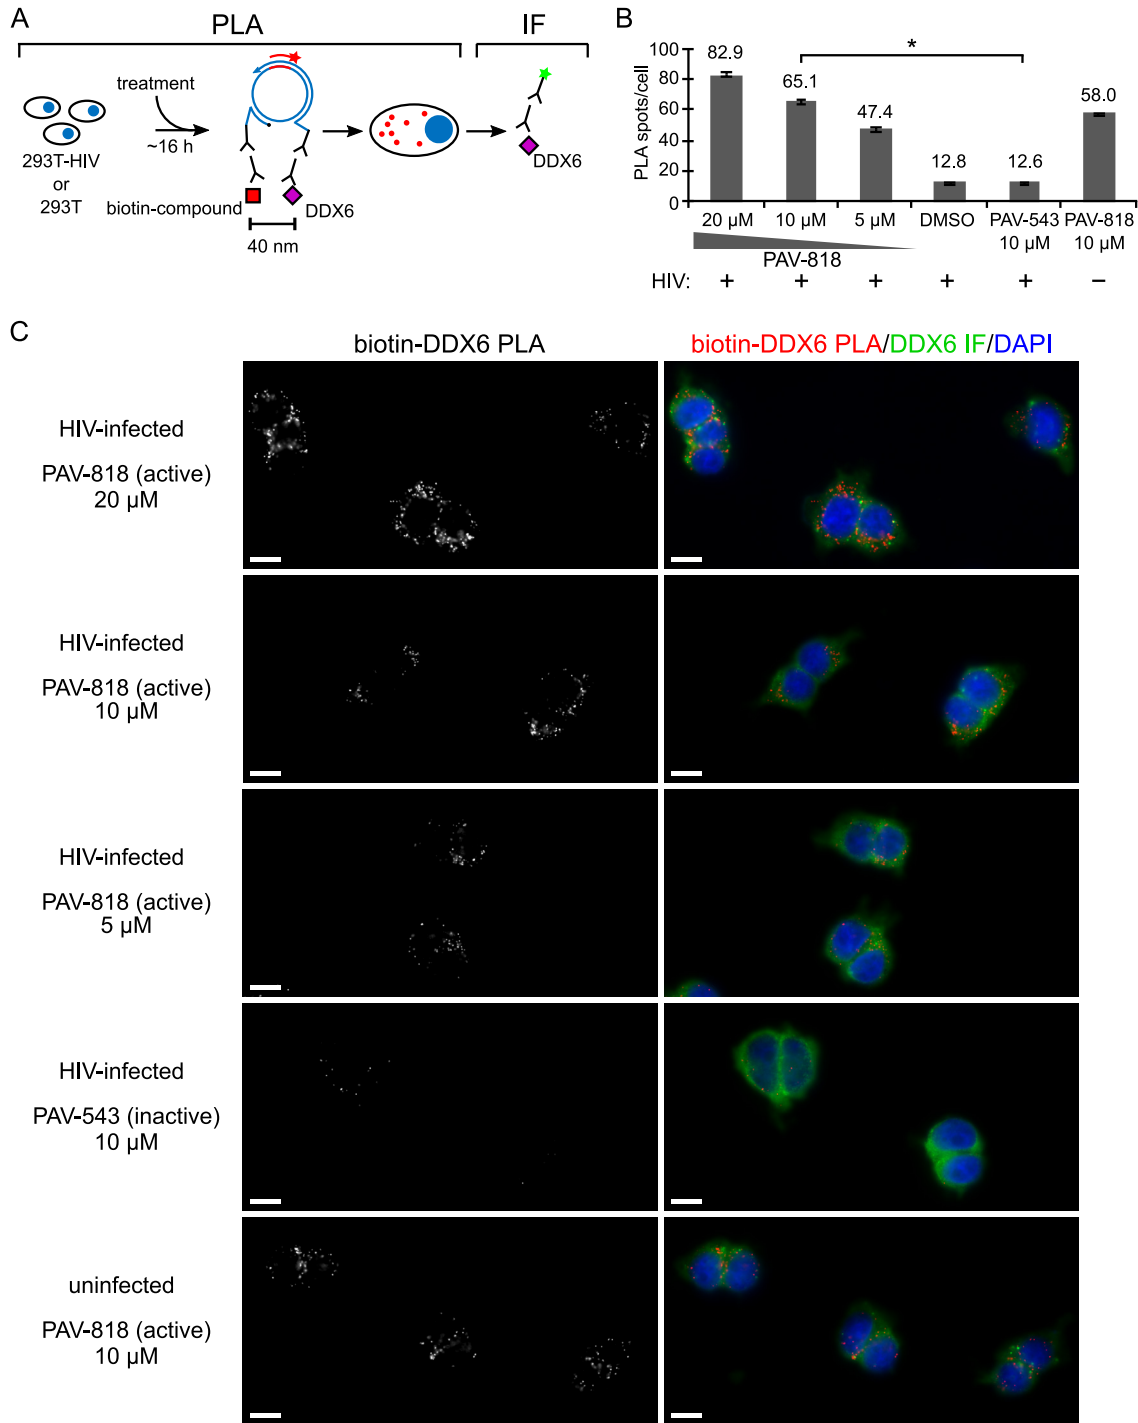 A
PLA
IF
treatment
~16 h
293T-HIV
or
293T
biotin-compound
DDX6
40 nm
DDX6
B
PLA spots/cell
100
80
60
40
20
0
82.9
65.1
47.4
12.8
12.6
58.0
*
20 µM
10 µM
5 µM
DMSO
PAV-543
10 µM
PAV-818
10 µM
PAV-818
HIV: + + + + + −
C
biotin-DDX6 PLA
biotin-DDX6 PLA/DDX6 IF/DAPI
HIV-infected
PAV-818 (active)
20 µM
HIV-infected
PAV-818 (active)
10 µM
HIV-infected
PAV-818 (active)
5 µM
HIV-infected
PAV-543 (inactive)
10 µM
uninfected
PAV-818 (active)
10 µM